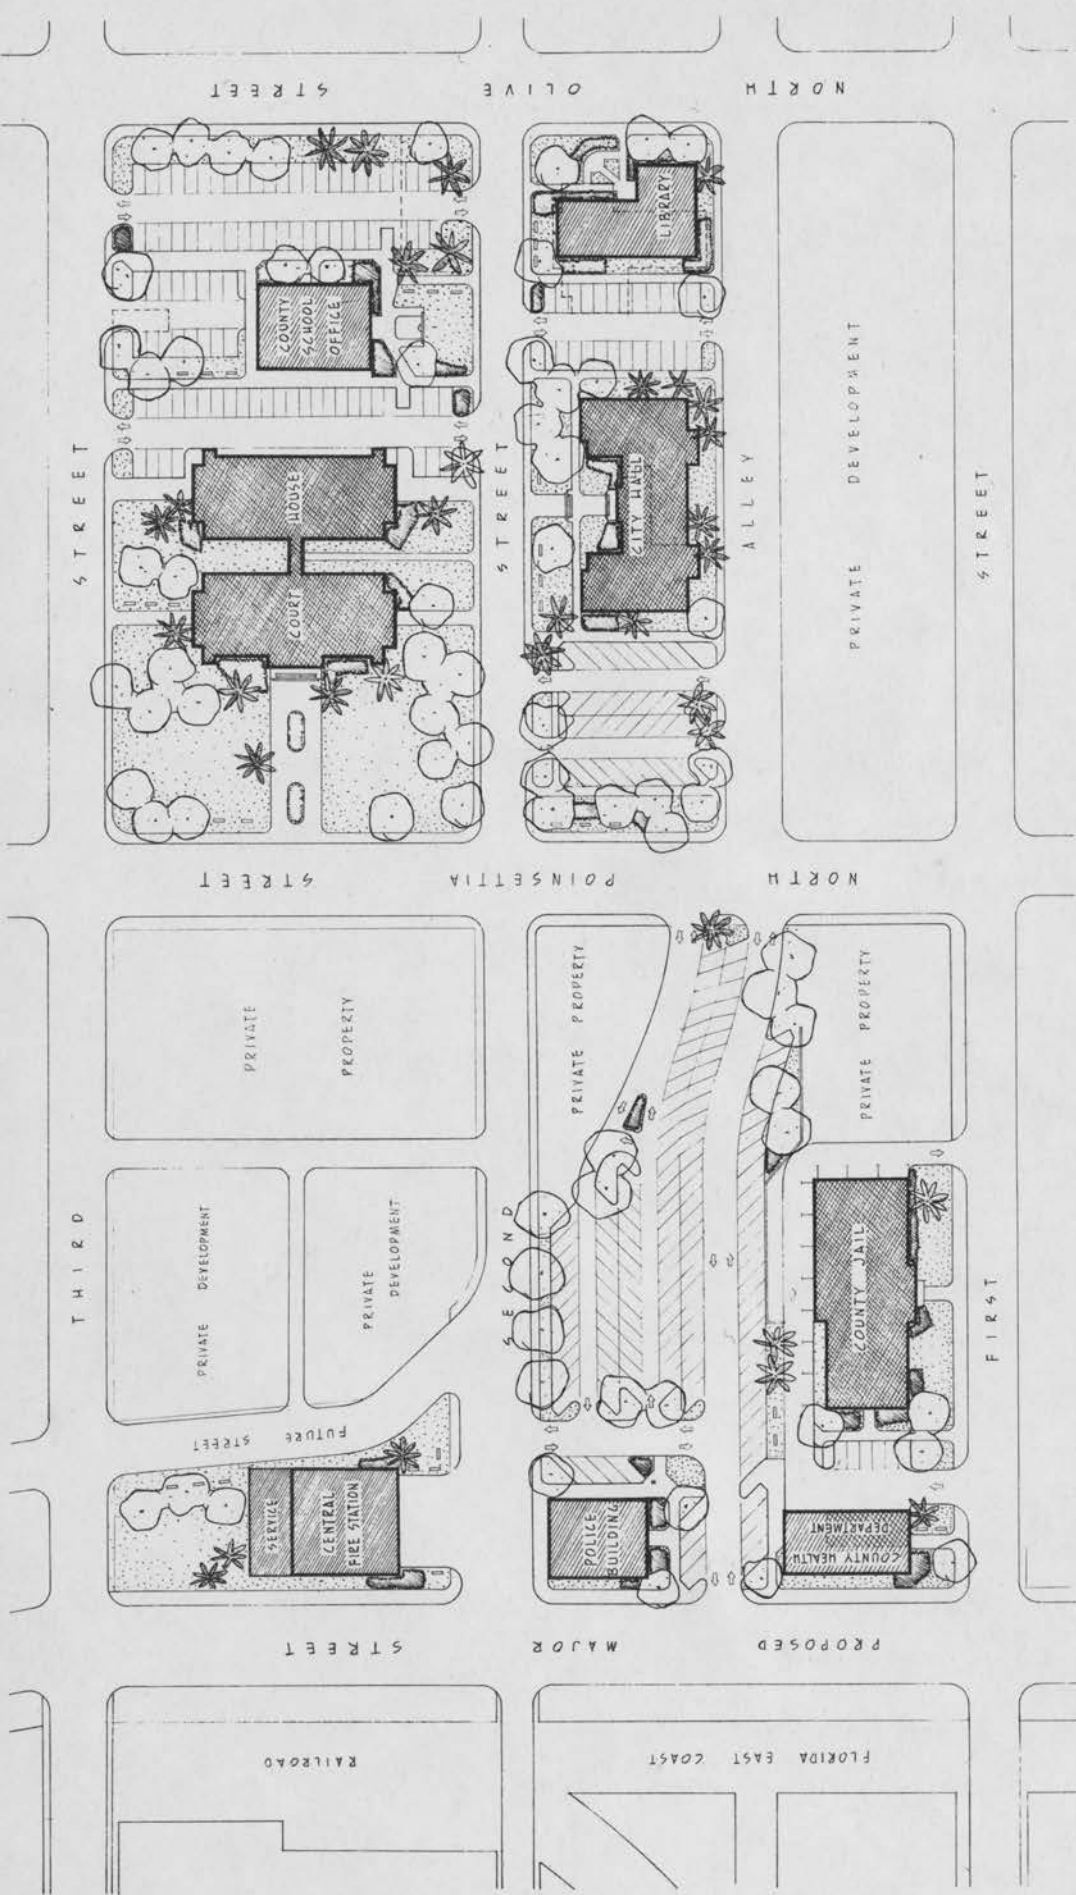 NORTH OLIVE STREET
LIBRARY
COUNTY
SCHOOL
OFFICE
COURT HOUSE
CITY HALL
ALLEY
PRIVATE DEVELOPMENT
THIRD STREET
SECOND STREET
FIRST STREET
NORTH POINSETTIA STREET
PRIVATE
PROPERTY
PRIVATE PROPERTY
PRIVATE PROPERTY
PRIVATE DEVELOPMENT
PRIVATE
DEVELOPMENT
COUNTY JAIL
FUTURE
STREET
SERVICE
CENTRAL
FIRE STATION
POLICE
BUILDING
COUNTY HEALTH
DEPARTMENT
PROPOSED MAJOR STREET
FLORIDA EAST COAST RAILROAD